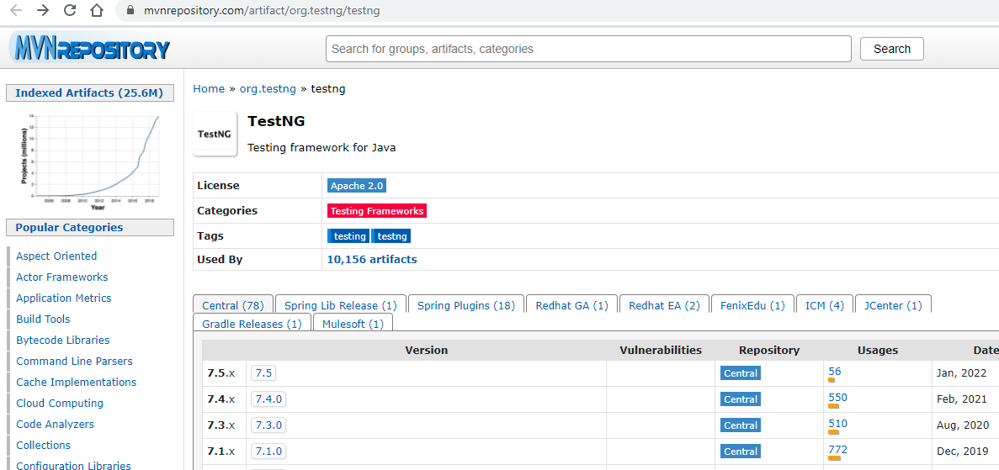 mvnrepository.com/artifact/org.testng/testng
MVNREPOSITORY
Search for groups, artifacts, categories
Search
Indexed Artifacts (25.6M)
Projects (millions)
Year
Popular Categories
Aspect Oriented
Actor Frameworks
Application Metrics
Build Tools
Bytecode Libraries
Command Line Parsers
Cache Implementations
Cloud Computing
Code Analyzers
Collections
Configuration Libraries
Home » org.testng » testng
TestNG
TestNG
Testing framework for Java
License Apache 2.0
Categories Testing Frameworks
Tags testing testng
Used By 10,156 artifacts
Central (78) Spring Lib Release (1) Spring Plugins (18) Redhat GA (1) Redhat EA (2) FenixEdu (1) ICM (4) JCenter (1)
Gradle Releases (1) Mulesoft (1)
Version Vulnerabilities Repository Usages Date
7.5.x 7.5 Central 56 Jan, 2022
7.4.x 7.4.0 Central 550 Feb, 2021
7.3.x 7.3.0 Central 510 Aug, 2020
7.1.x 7.1.0 Central 772 Dec, 2019